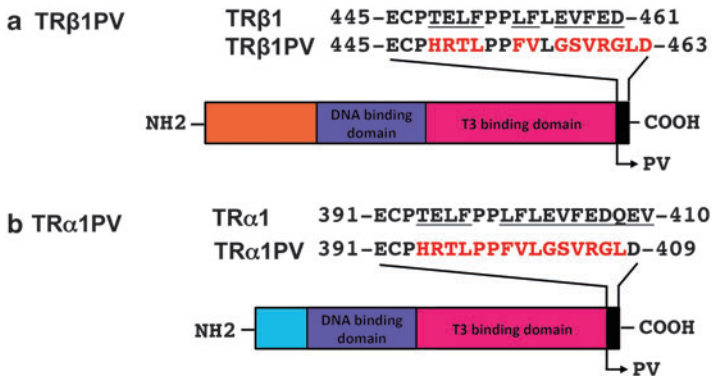 a TRβ1PV
TRβ1 445-ECPTELFPPLFLEVFED-461
TRβ1PV 445-ECPHRTLPPFVLGSVRGLD-463
NH2 DNA binding domain T3 binding domain COOH
PV
b TRα1PV
TRα1 391-ECPTELFPPLFLEVFEDQEV-410
TRα1PV 391-ECPHRTLPPFVLGSVRGLD-409
NH2 DNA binding domain T3 binding domain COOH
PV